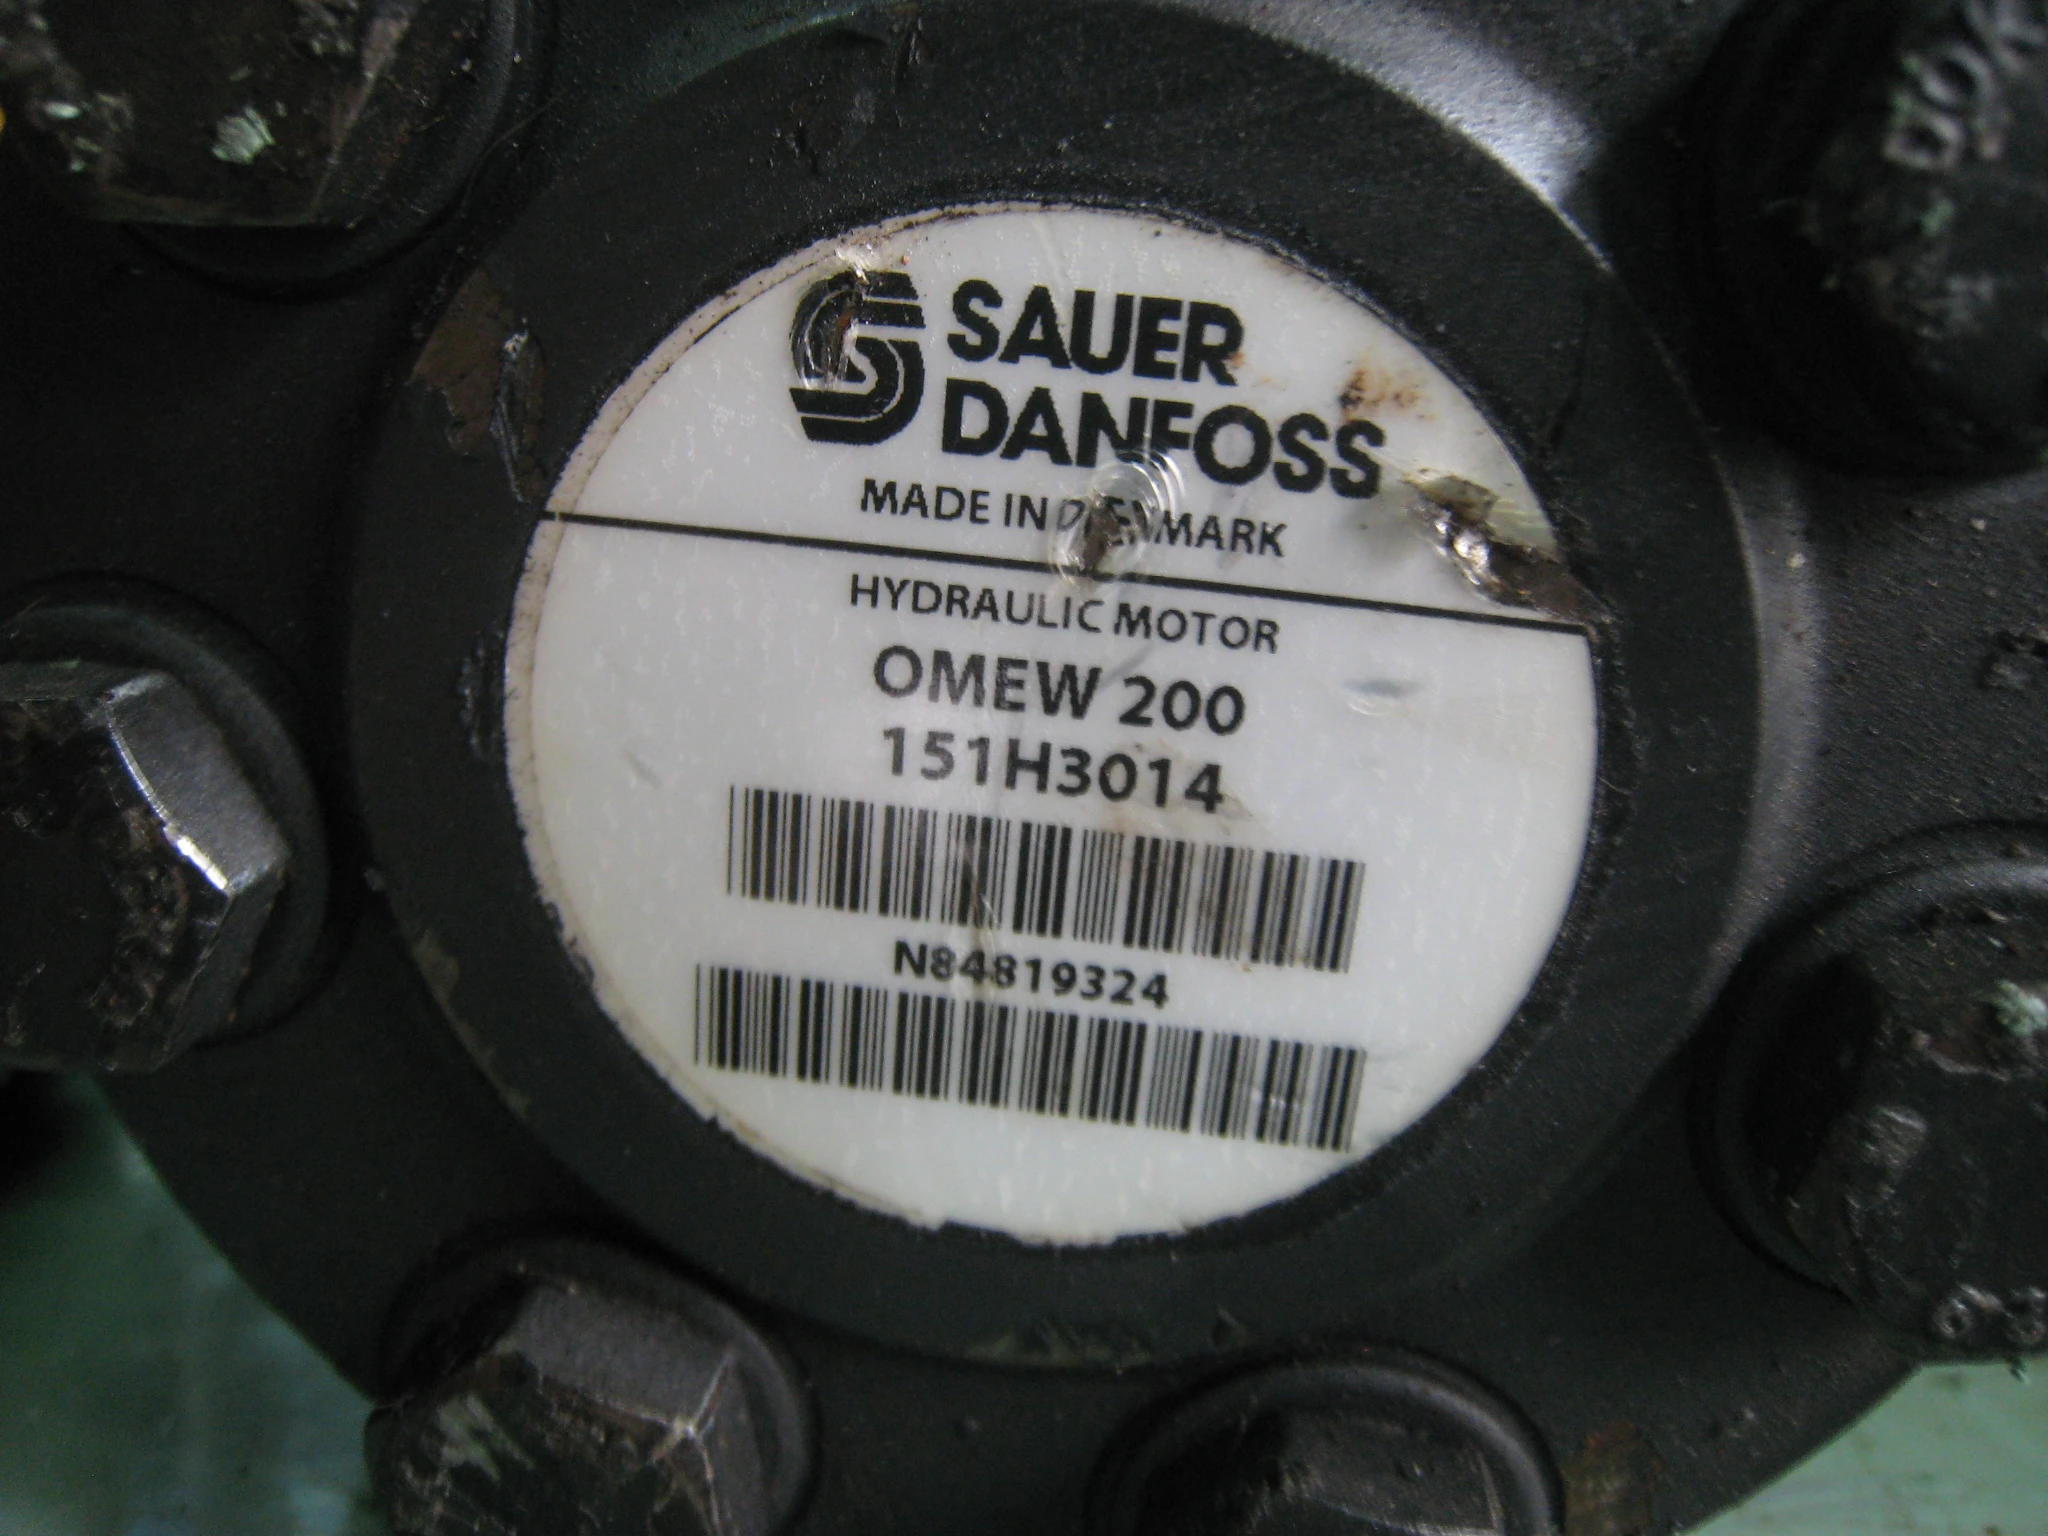 SAUER
DANFOSS
MADE IN DENMARK
HYDRAULIC MOTOR
OMEW 200
151H3014
N84819324